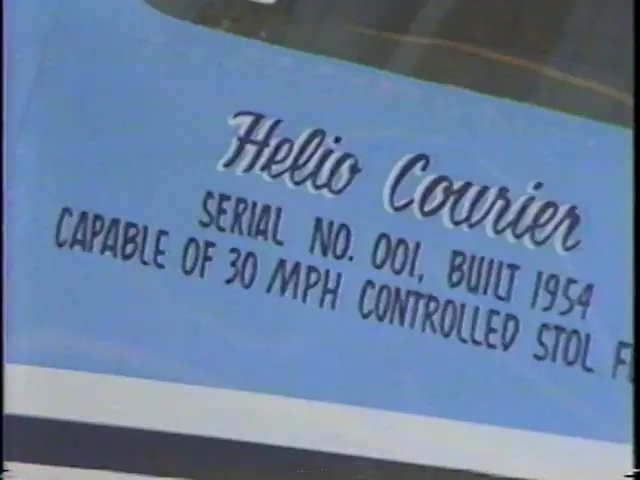 Helio Courier
SERIAL NO. 001, BUILT 1954
CAPABLE OF 30 MPH CONTROLLED STOL